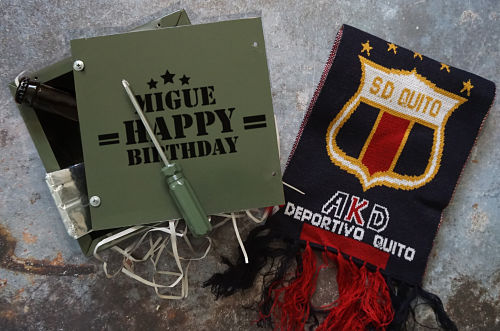 MIGUE
= HAPPY =
BIRTHDAY
S.D QUITO
AKD
DEPORTIVO QUITO